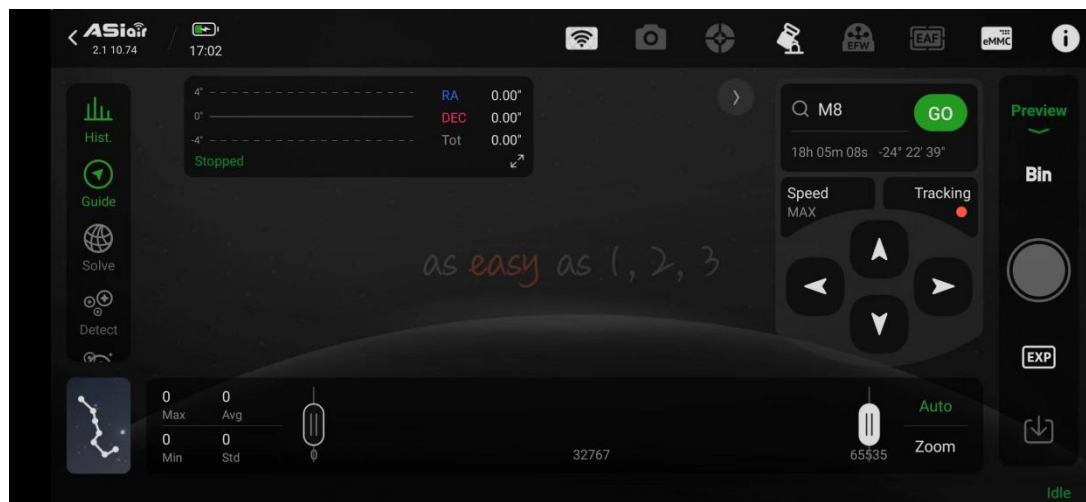 ASiair
2.1 10.74
17:02
EFW
EAF
eMMC
Hist.
Guide
Solve
Detect
4"
0"
-4"
Stopped
RA 0.00"
DEC 0.00"
Tot 0.00"
as easy as 1, 2, 3
M8
GO
18h 05m 08s -24° 22' 39"
Speed
MAX
Tracking
Preview
Bin
EXP
0 0
Max Avg
0 0
Min Std
0
32767
65535
Auto
Zoom
Idle